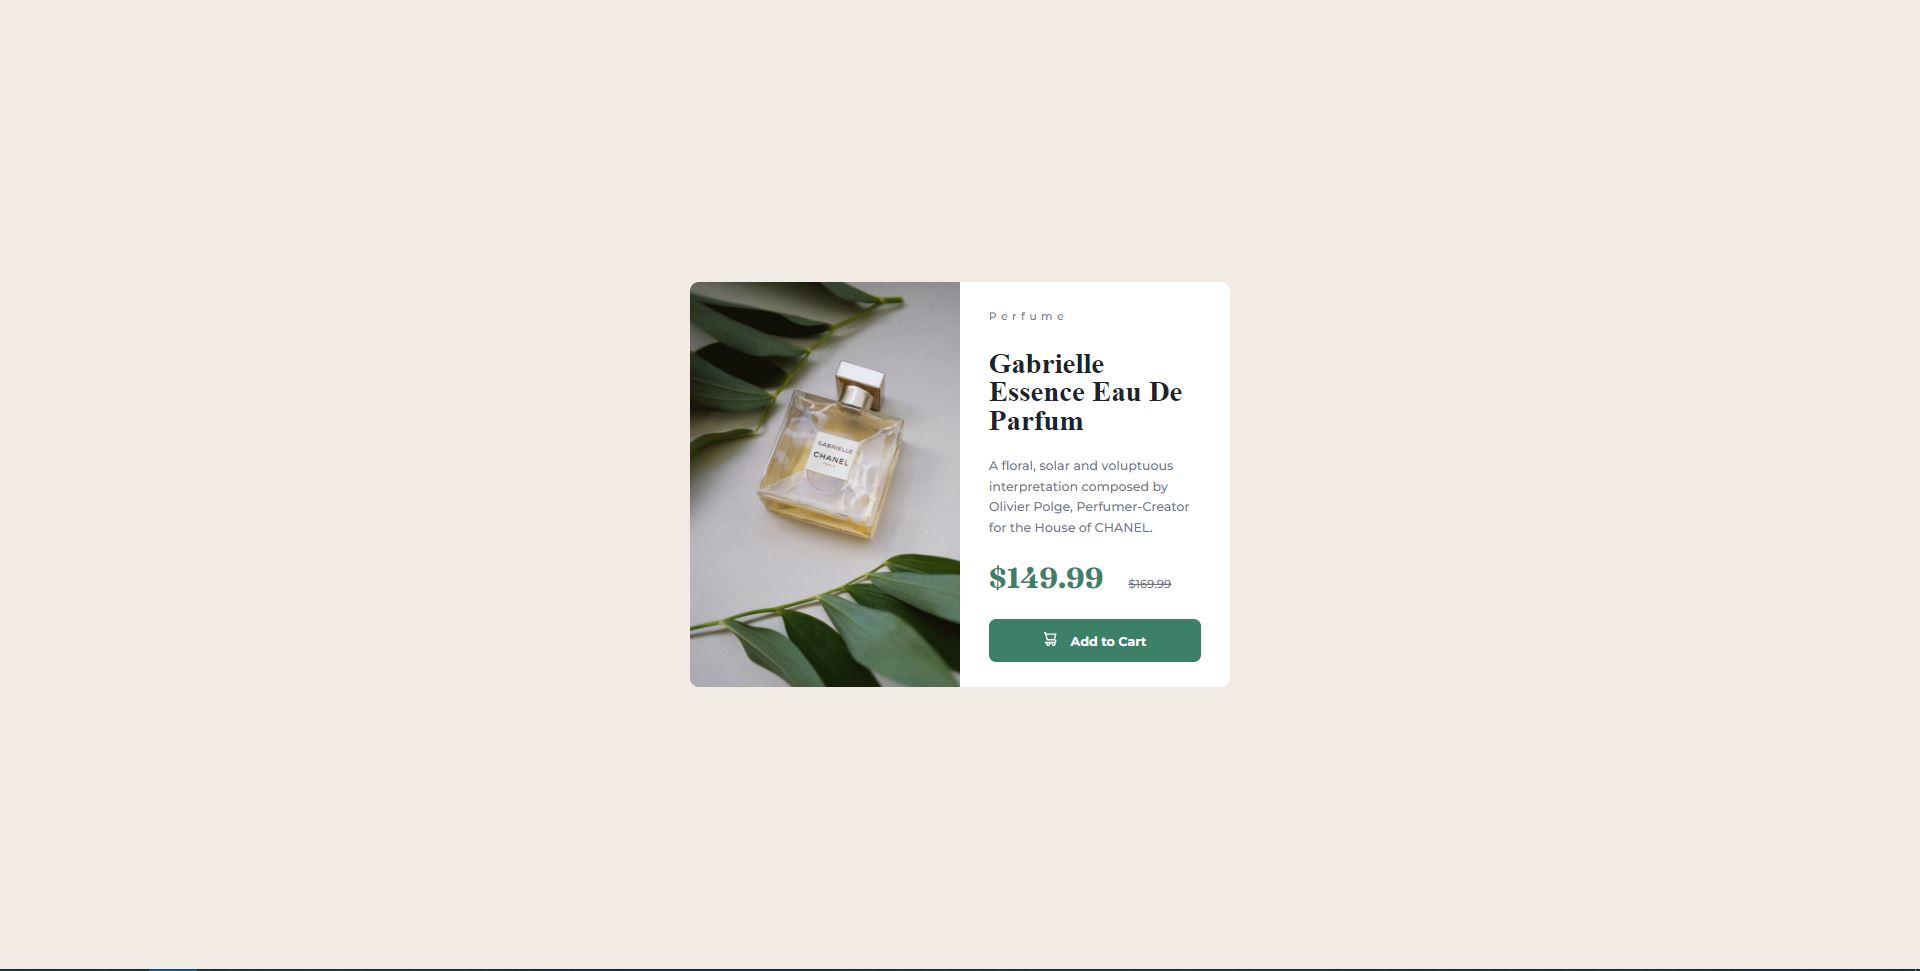 Perfume
Gabrielle
Essence Eau De
Parfum
A floral, solar and voluptuous
interpretation composed by
Olivier Polge, Perfumer-Creator
for the House of CHANEL.
$149.99 $169.99
Add to Cart
GABRIELLE
CHANEL
PARIS